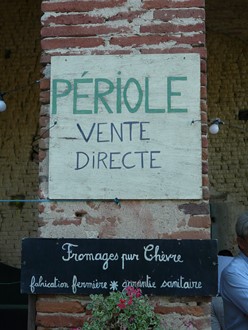 PÉRIOLE
VENTE
DiRECTE
Fromages pur Chèvre
fabrication fermière * garantie sanitaire